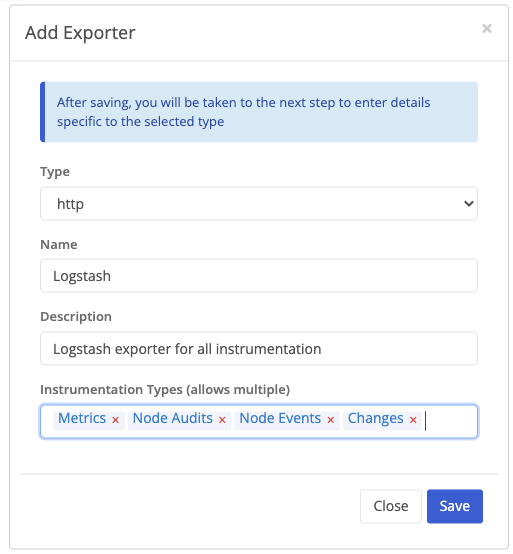 Add Exporter
×
After saving, you will be taken to the next step to enter details
specific to the selected type
Type
http
Name
Logstash
Description
Logstash exporter for all instrumentation
Instrumentation Types (allows multiple)
Metrics × Node Audits × Node Events × Changes ×
Close Save